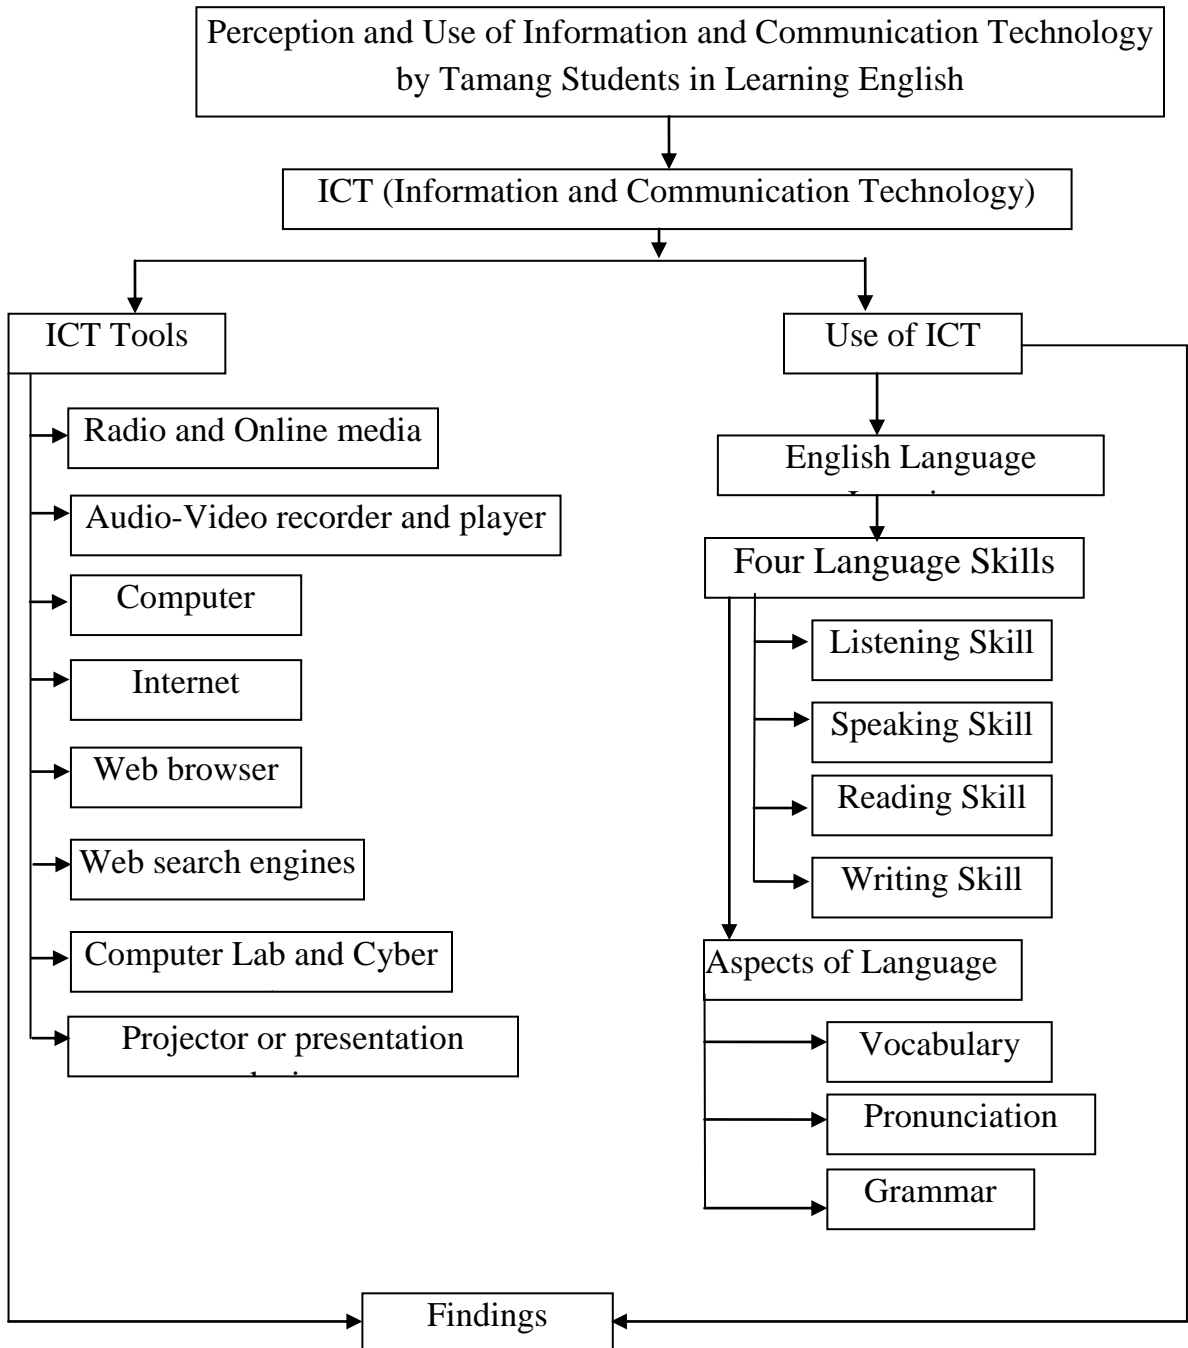 Perception and Use of Information and Communication Technology
by Tamang Students in Learning English
ICT (Information and Communication Technology)
ICT Tools
Radio and Online media
Audio-Video recorder and player
Computer
Internet
Web browser
Web search engines
Computer Lab and Cyber
Projector or presentation
Use of ICT
English Language
Four Language Skills
Listening Skill
Speaking Skill
Reading Skill
Writing Skill
Aspects of Language
Vocabulary
Pronunciation
Grammar
Findings